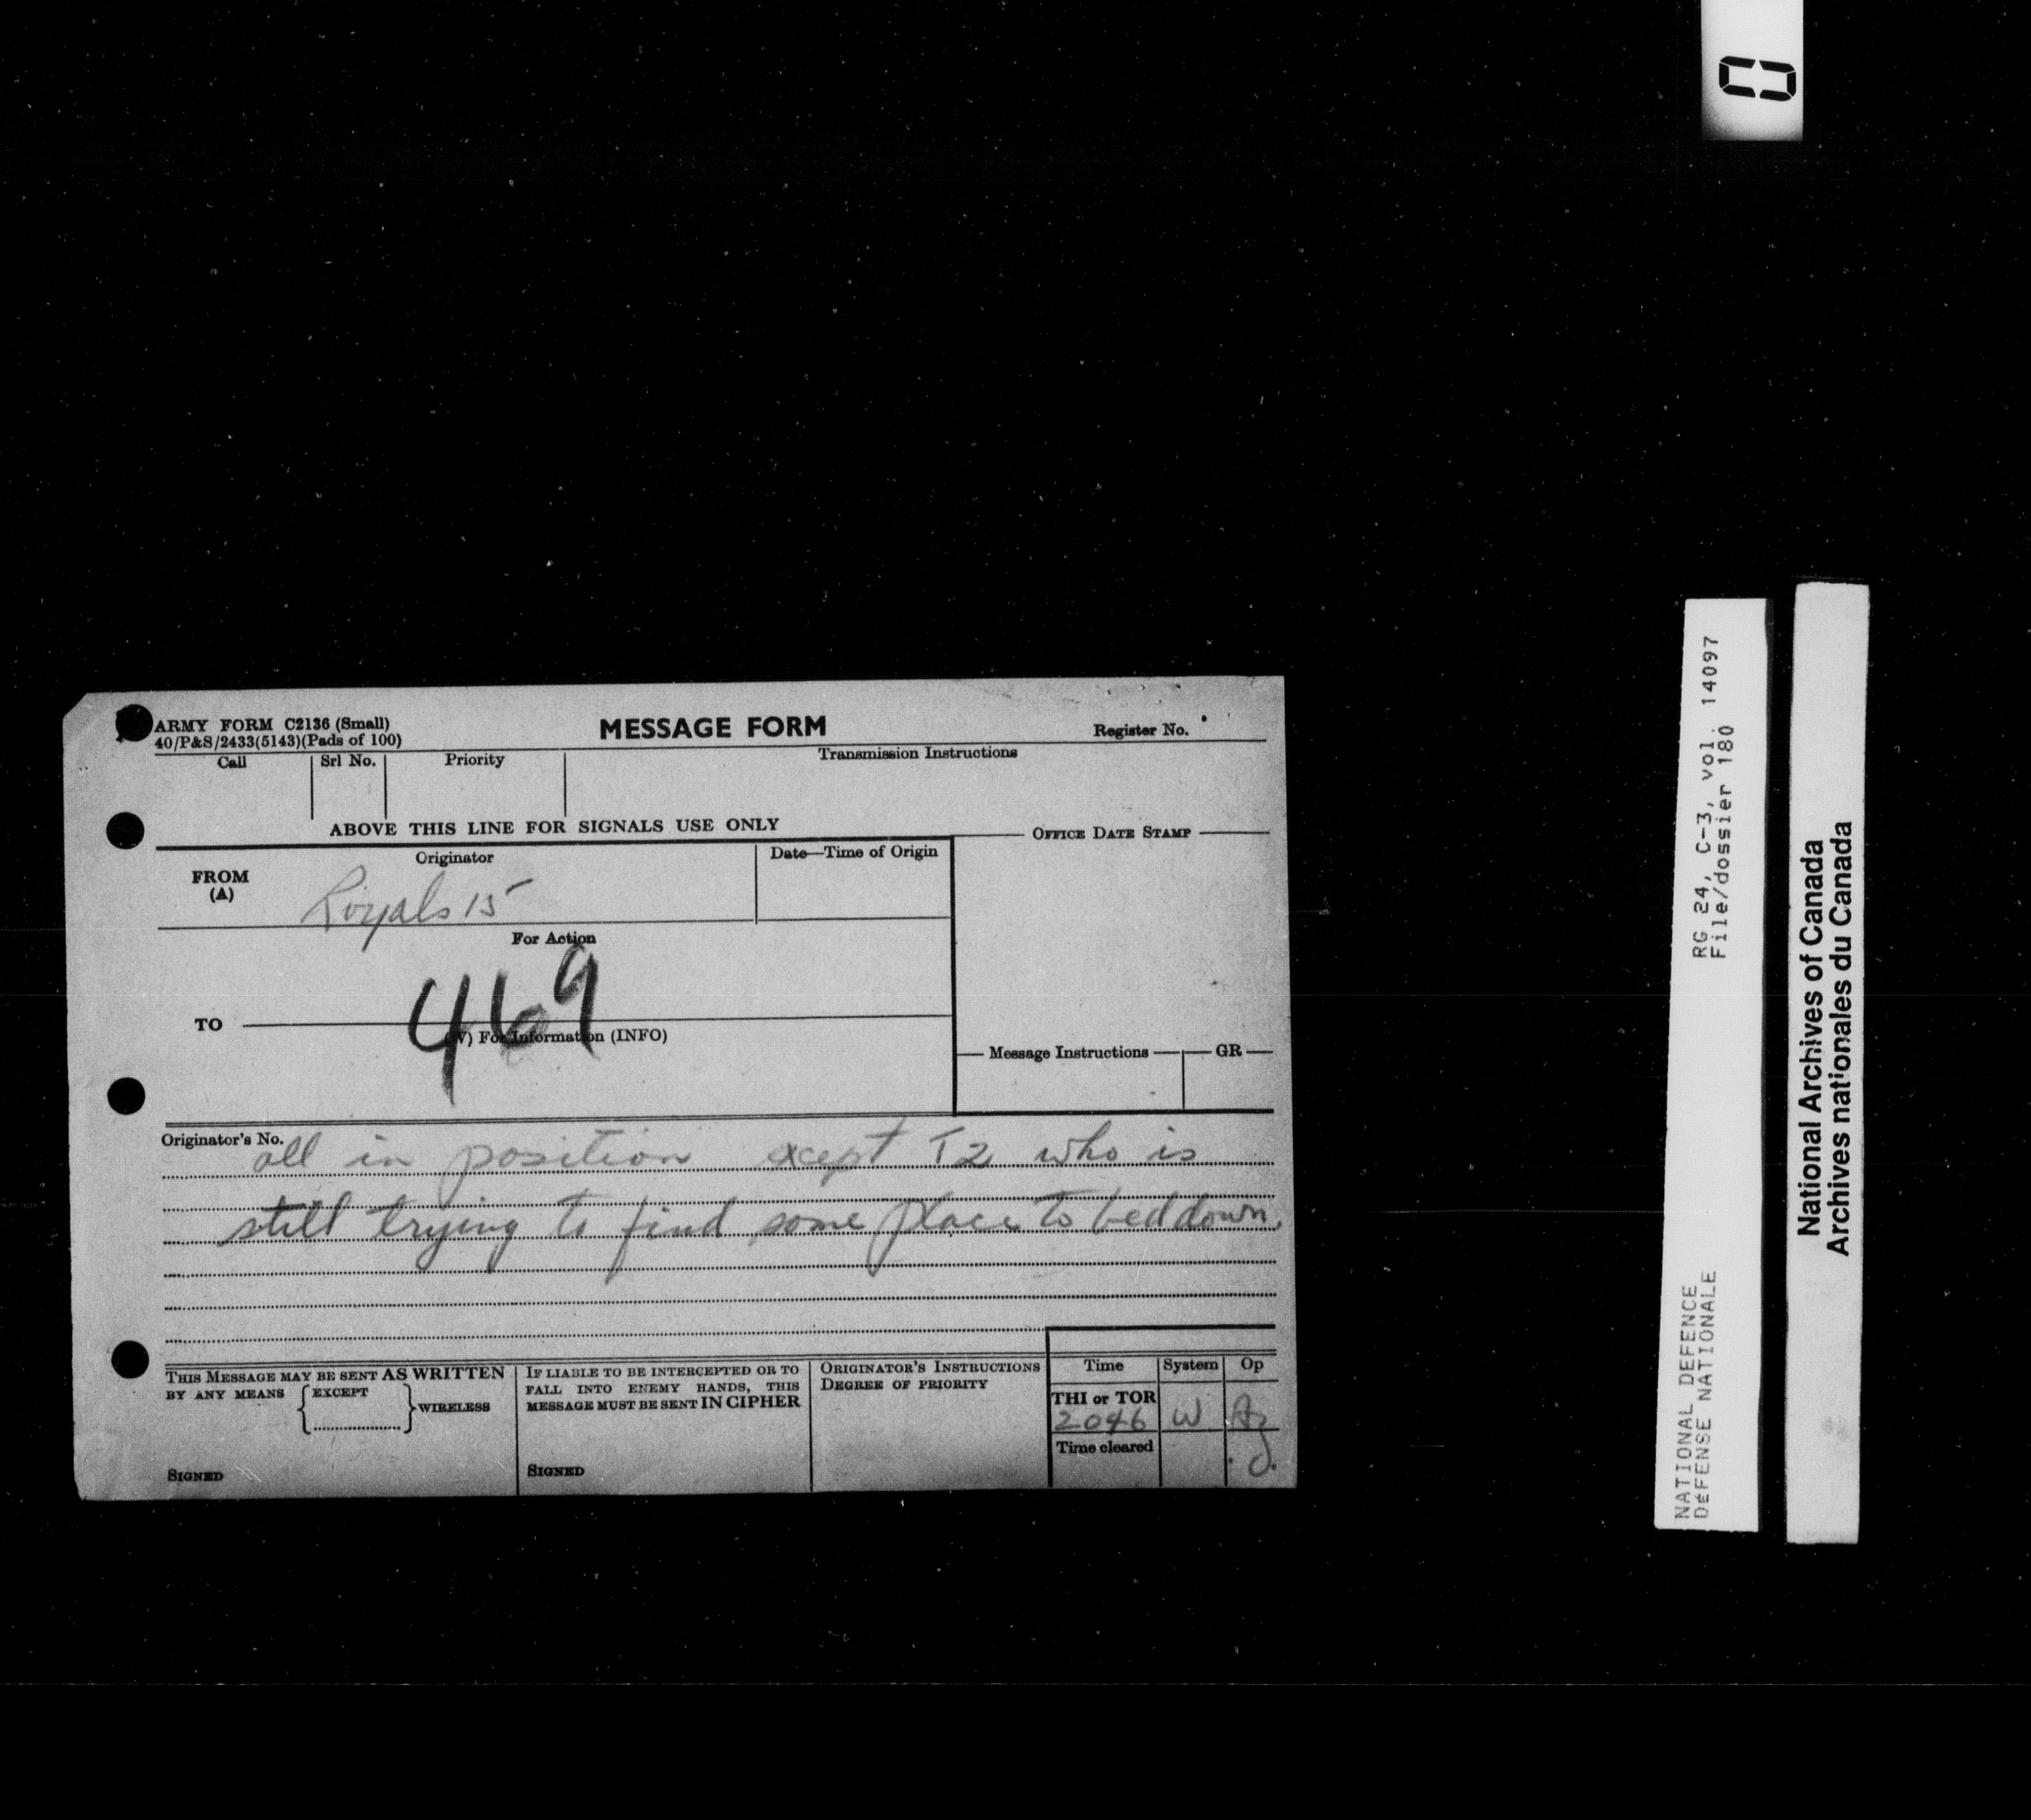 ARMY FORM C2136 (Small)
40/P&S/2433(5143)(Pads of 100)
MESSAGE FORM
Register No.
Call
Srl No.
Priority
Transmission Instructions
ABOVE THIS LINE FOR SIGNALS USE ONLY
OFFICE DATE STAMP
FROM
(A)
Originator
Date—Time of Origin
Royals 15
For Action
469
TO
(W) For Information (INFO)
Message Instructions
GR
Originator's No.
all in position except T2 who is
still trying to find some place to bed down.
THIS MESSAGE MAY BE SENT AS WRITTEN
BY ANY MEANS { EXCEPT } WIRELESS
SIGNED
IF LIABLE TO BE INTERCEPTED OR TO
FALL INTO ENEMY HANDS, THIS
MESSAGE MUST BE SENT IN CIPHER
SIGNED
ORIGINATOR'S INSTRUCTIONS
DEGREE OF PRIORITY
Time
System
Op
THI or TOR
2046
W
Time cleared
RG 24, C-3, vol. 14097
File/dossier 180
NATIONAL DEFENCE
DÉFENSE NATIONALE
National Archives of Canada
Archives nationales du Canada